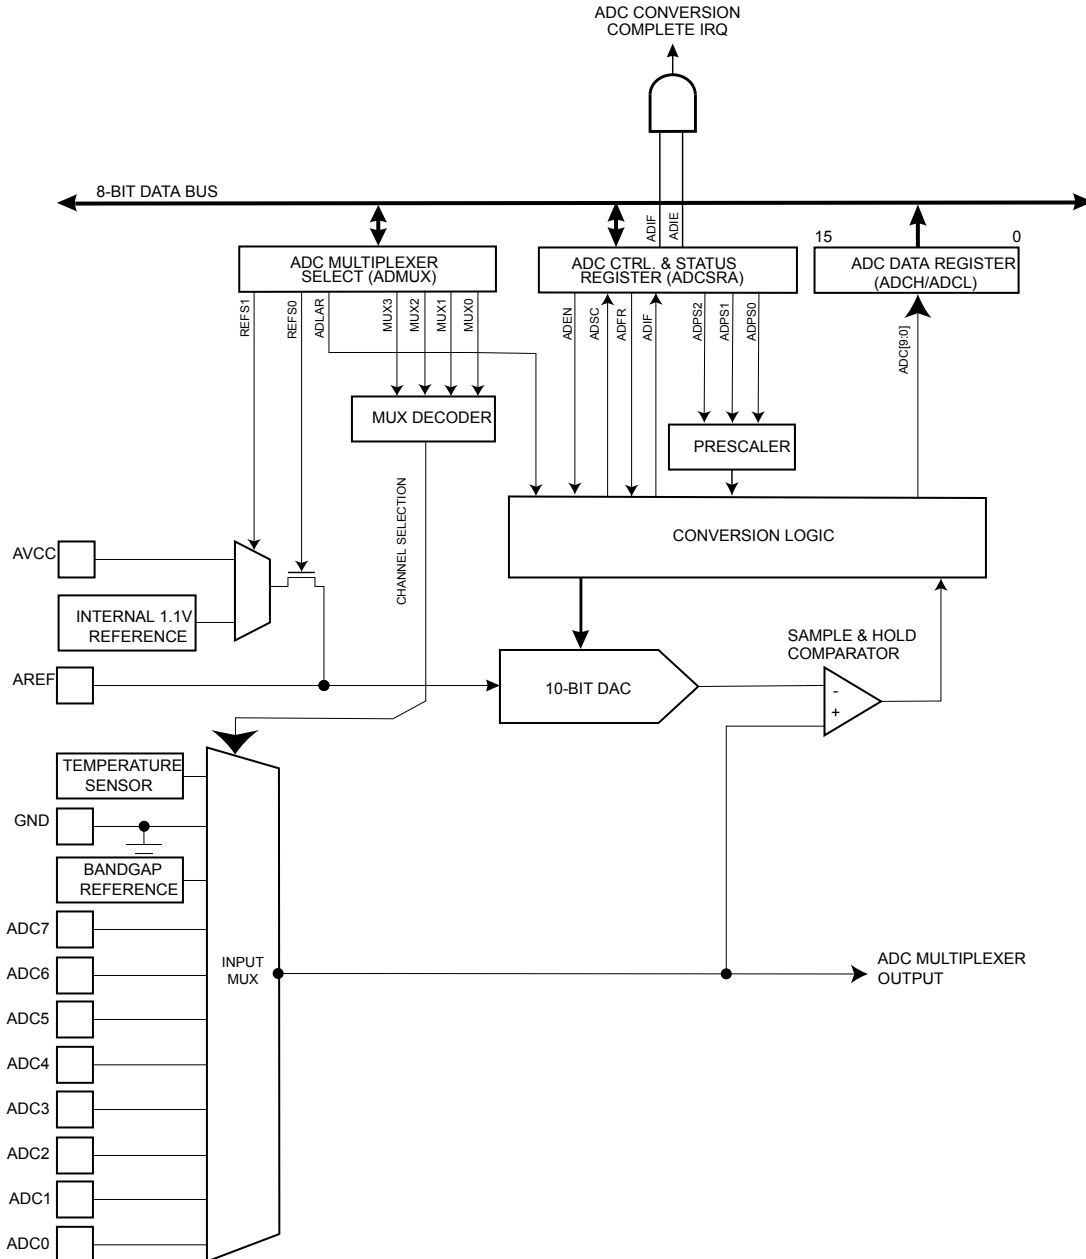 ADC CONVERSION
COMPLETE IRQ
8-BIT DATA BUS
ADIF
ADIE
15
0
ADC MULTIPLEXER
SELECT (ADMUX)
ADC CTRL. & STATUS
REGISTER (ADCSRA)
ADC DATA REGISTER
(ADCH/ADCL)
REFS1
REFS0
ADLAR
MUX3
MUX2
MUX1
MUX0
ADEN
ADSC
ADFR
ADIF
ADPS2
ADPS1
ADPS0
ADC[9:0]
MUX DECODER
PRESCALER
CHANNEL SELECTION
CONVERSION LOGIC
AVCC
INTERNAL 1.1V
REFERENCE
SAMPLE & HOLD
COMPARATOR
AREF
10-BIT DAC
-
+
TEMPERATURE
SENSOR
GND
BANDGAP
REFERENCE
ADC7
ADC6
INPUT
MUX
ADC MULTIPLEXER
OUTPUT
ADC5
ADC4
ADC3
ADC2
ADC1
ADC0